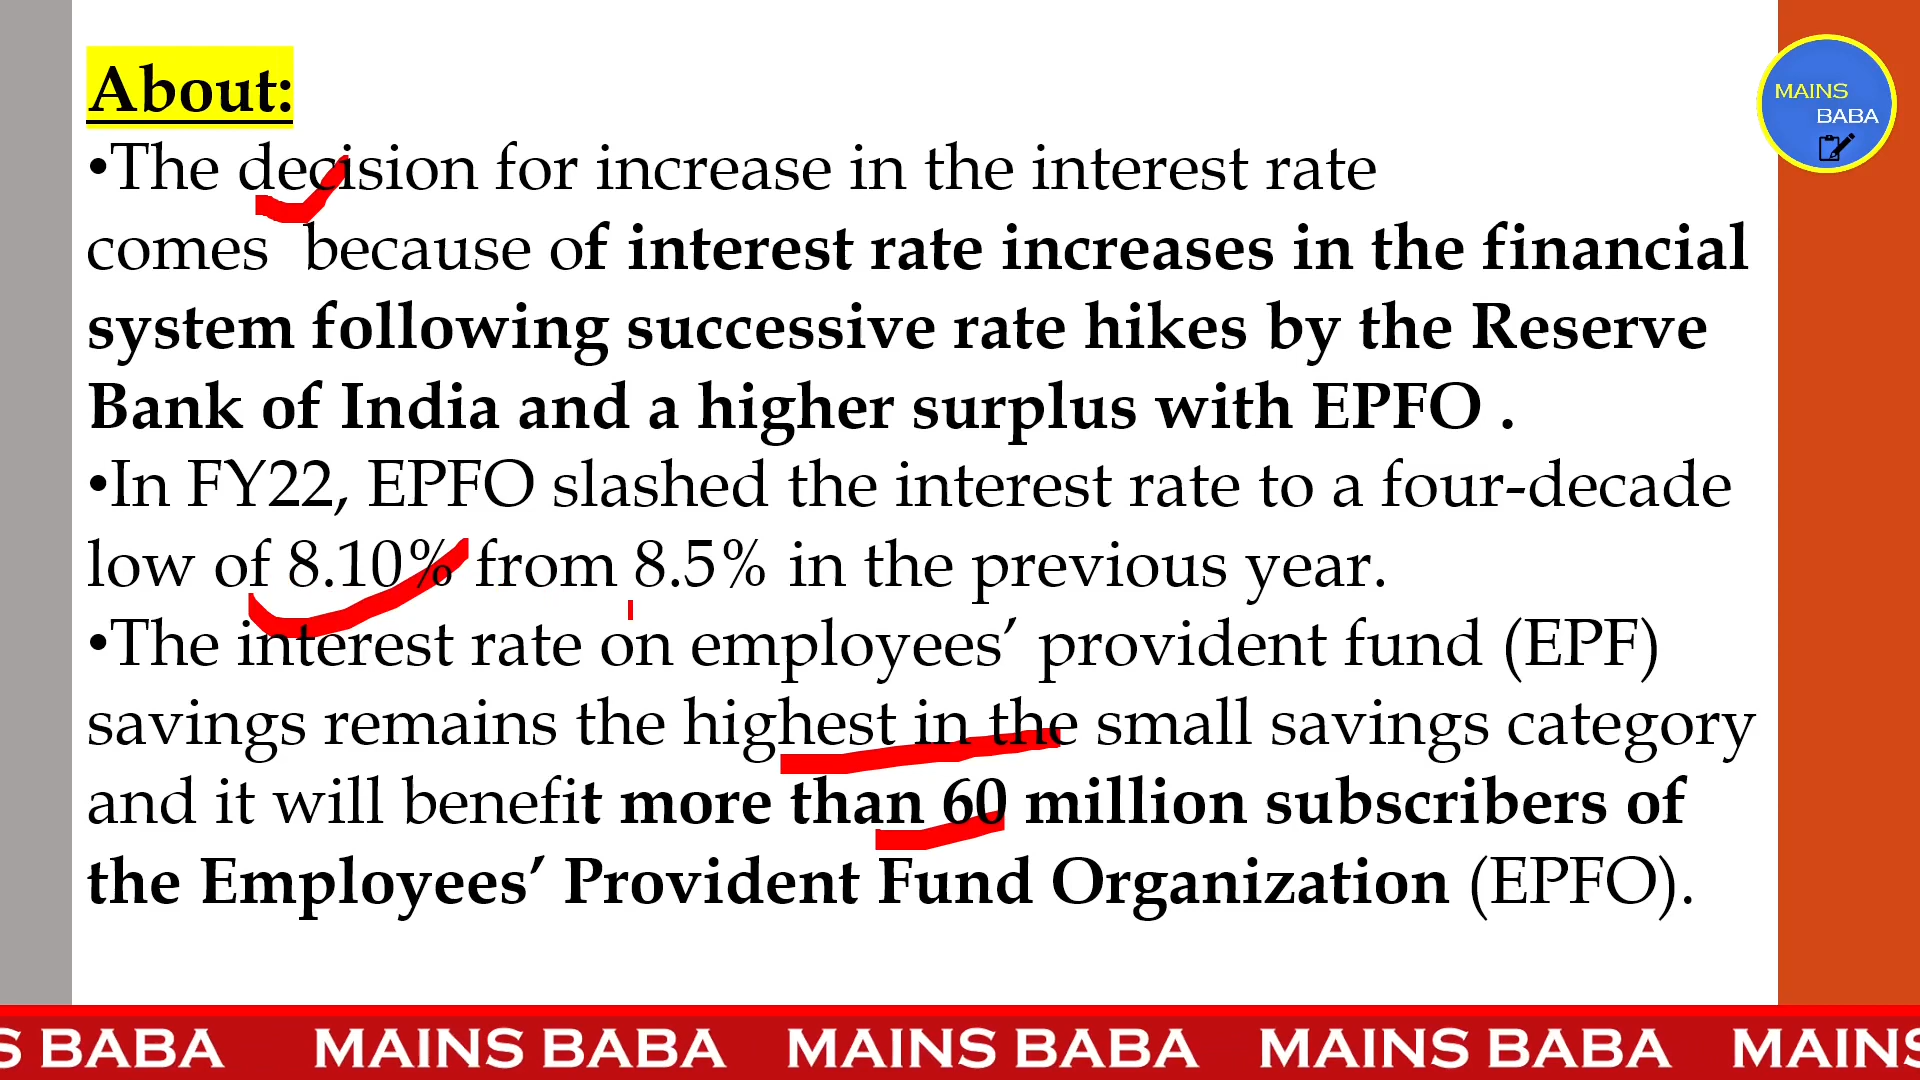 About:
•The decision for increase in the interest rate
comes because of interest rate increases in the financial
system following successive rate hikes by the Reserve
Bank of India and a higher surplus with EPFO .
•In FY22, EPFO slashed the interest rate to a four-decade
low of 8.10% from 8.5% in the previous year.
•The interest rate on employees’ provident fund (EPF)
savings remains the highest in the small savings category
and it will benefit more than 60 million subscribers of
the Employees’ Provident Fund Organization (EPFO).
MAINS
BABA
S BABA MAINS BABA MAINS BABA MAINS BABA MAINS